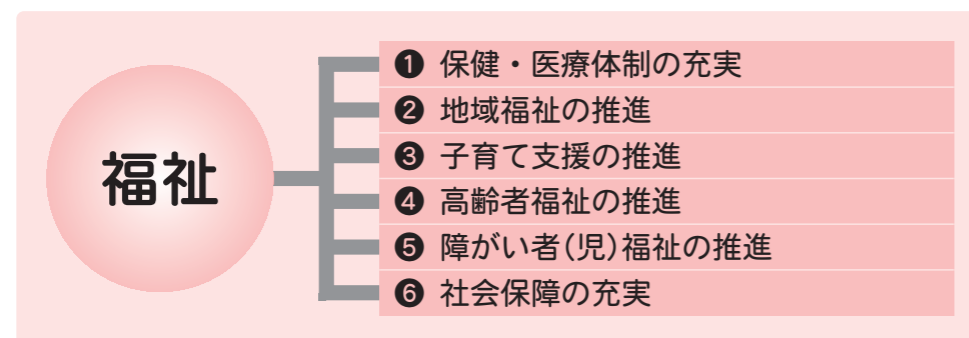 福祉
❶ 保健・医療体制の充実
❷ 地域福祉の推進
❸ 子育て支援の推進
❹ 高齢者福祉の推進
❺ 障がい者(児)福祉の推進
❻ 社会保障の充実